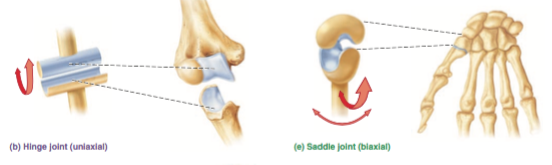 (b) Hinge joint (uniaxial)
(e) Saddle joint (biaxial)